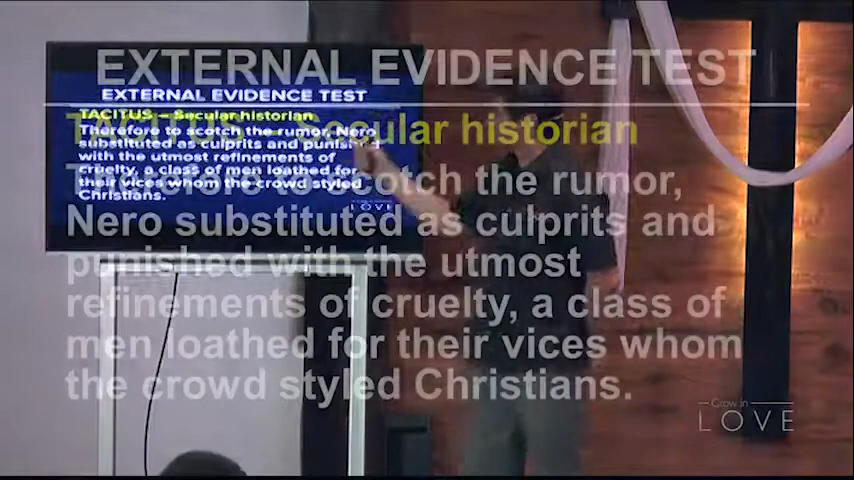 EXTERNAL EVIDENCE TEST
TACITUS - Secular historian
Therefore to scotch the rumor,
Nero substituted as culprits and
punished with the utmost
refinements of cruelty, a class of
men loathed for their vices whom
the crowd styled Christians.
EXTERNAL EVIDENCE TEST
TACITUS - Secular historian
Therefore to scotch the rumor, Nero
substituted as culprits and punished
with the utmost refinements of
cruelty, a class of men loathed for
their vices whom the crowd styled
Christians.
LOVE
Grow in
LOVE